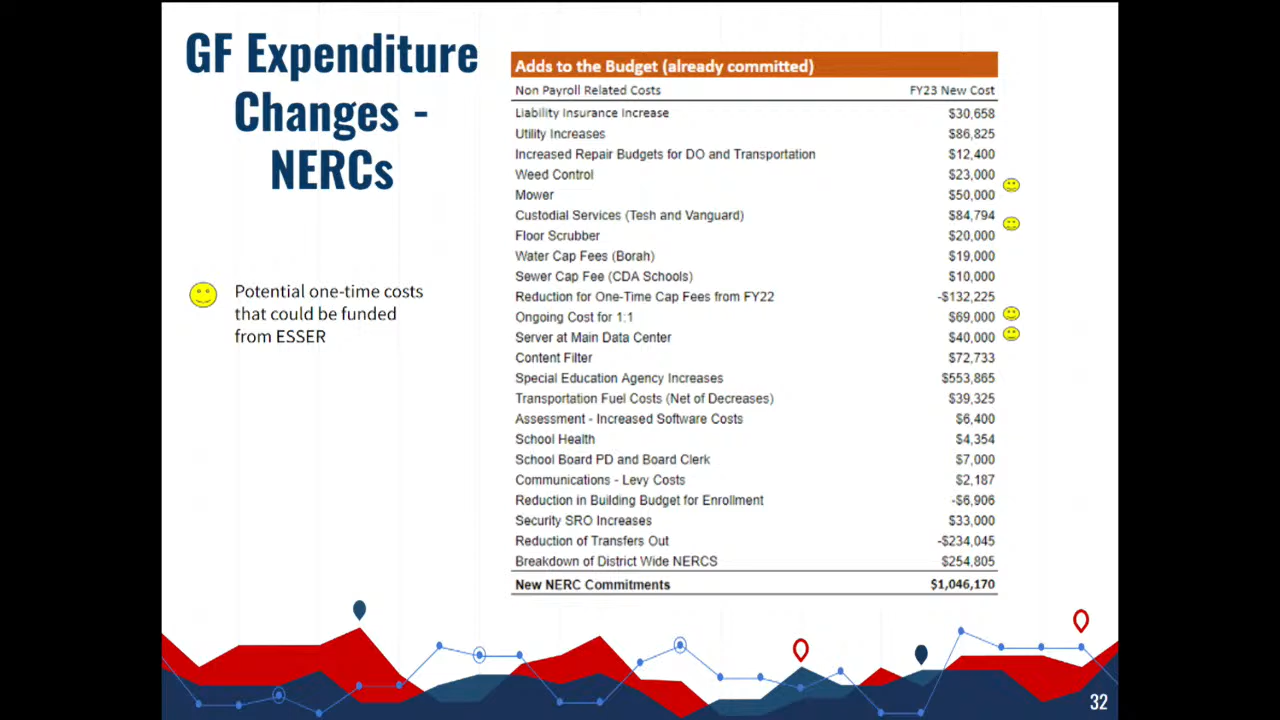 GF Expenditure
Changes -
NERCs
Potential one-time costs
that could be funded
from ESSER
Adds to the Budget (already committed)
Non Payroll Related Costs FY23 New Cost
Liability Insurance Increase $30,658
Utility Increases $86,825
Increased Repair Budgets for DO and Transportation $12,400
Weed Control $23,000
Mower $50,000
Custodial Services (Tesh and Vanguard) $84,794
Floor Scrubber $20,000
Water Cap Fees (Borah) $19,000
Sewer Cap Fee (CDA Schools) $10,000
Reduction for One-Time Cap Fees from FY22 -$132,225
Ongoing Cost for 1:1 $69,000
Server at Main Data Center $40,000
Content Filter $72,733
Special Education Agency Increases $553,865
Transportation Fuel Costs (Net of Decreases) $39,325
Assessment - Increased Software Costs $6,400
School Health $4,354
School Board PD and Board Clerk $7,000
Communications - Levy Costs $2,187
Reduction in Building Budget for Enrollment -$6,906
Security SRO Increases $33,000
Reduction of Transfers Out -$234,045
Breakdown of District Wide NERCS $254,805
New NERC Commitments $1,046,170
32